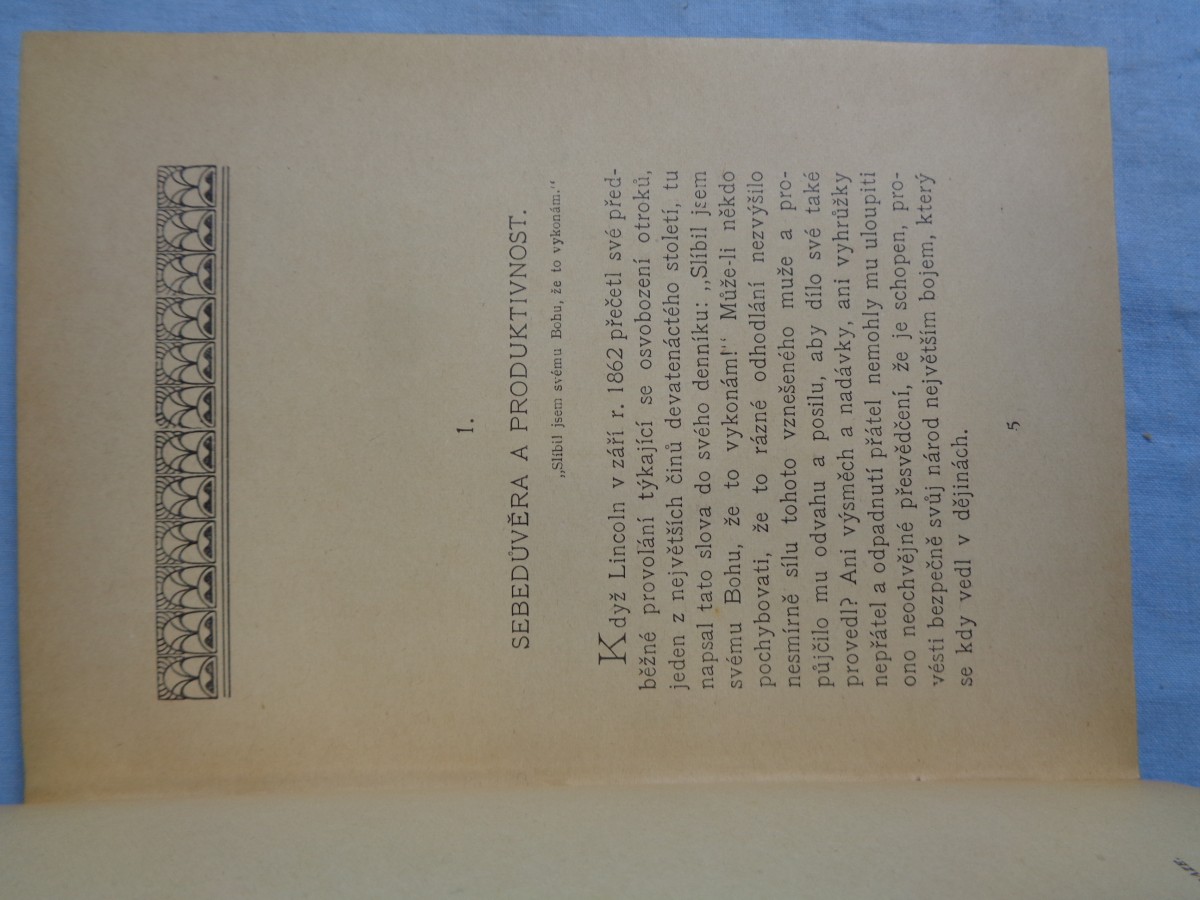 I.
SEBEDŮVĚRA A PRODUKTIVNOST.
„Slíbil jsem svému Bohu, že to vykonám.“
Když Lincoln v září r. 1862 přečetl své před-
běžné provolání týkající se osvobození otroků,
jeden z největších činů devatenáctého století, tu
napsal tato slova do svého denníku: „Slíbil jsem
svému Bohu, že to vykonám!“ Může-li někdo
pochybovati, že to rázné odhodlání nezvýšilo
nesmírně sílu tohoto vznešeného muže a pro-
půjčilo mu odvahu a posilu, aby dílo své také
provedl? Ani výsměch a nadávky, ani vyhrůžky
nepřátel a odpadnutí přátel nemohly mu uloupiti
ono neochvějné přesvědčení, že je schopen, pro-
vésti bezpečně svůj národ největším bojem, který
se kdy vedl v dějinách.
5